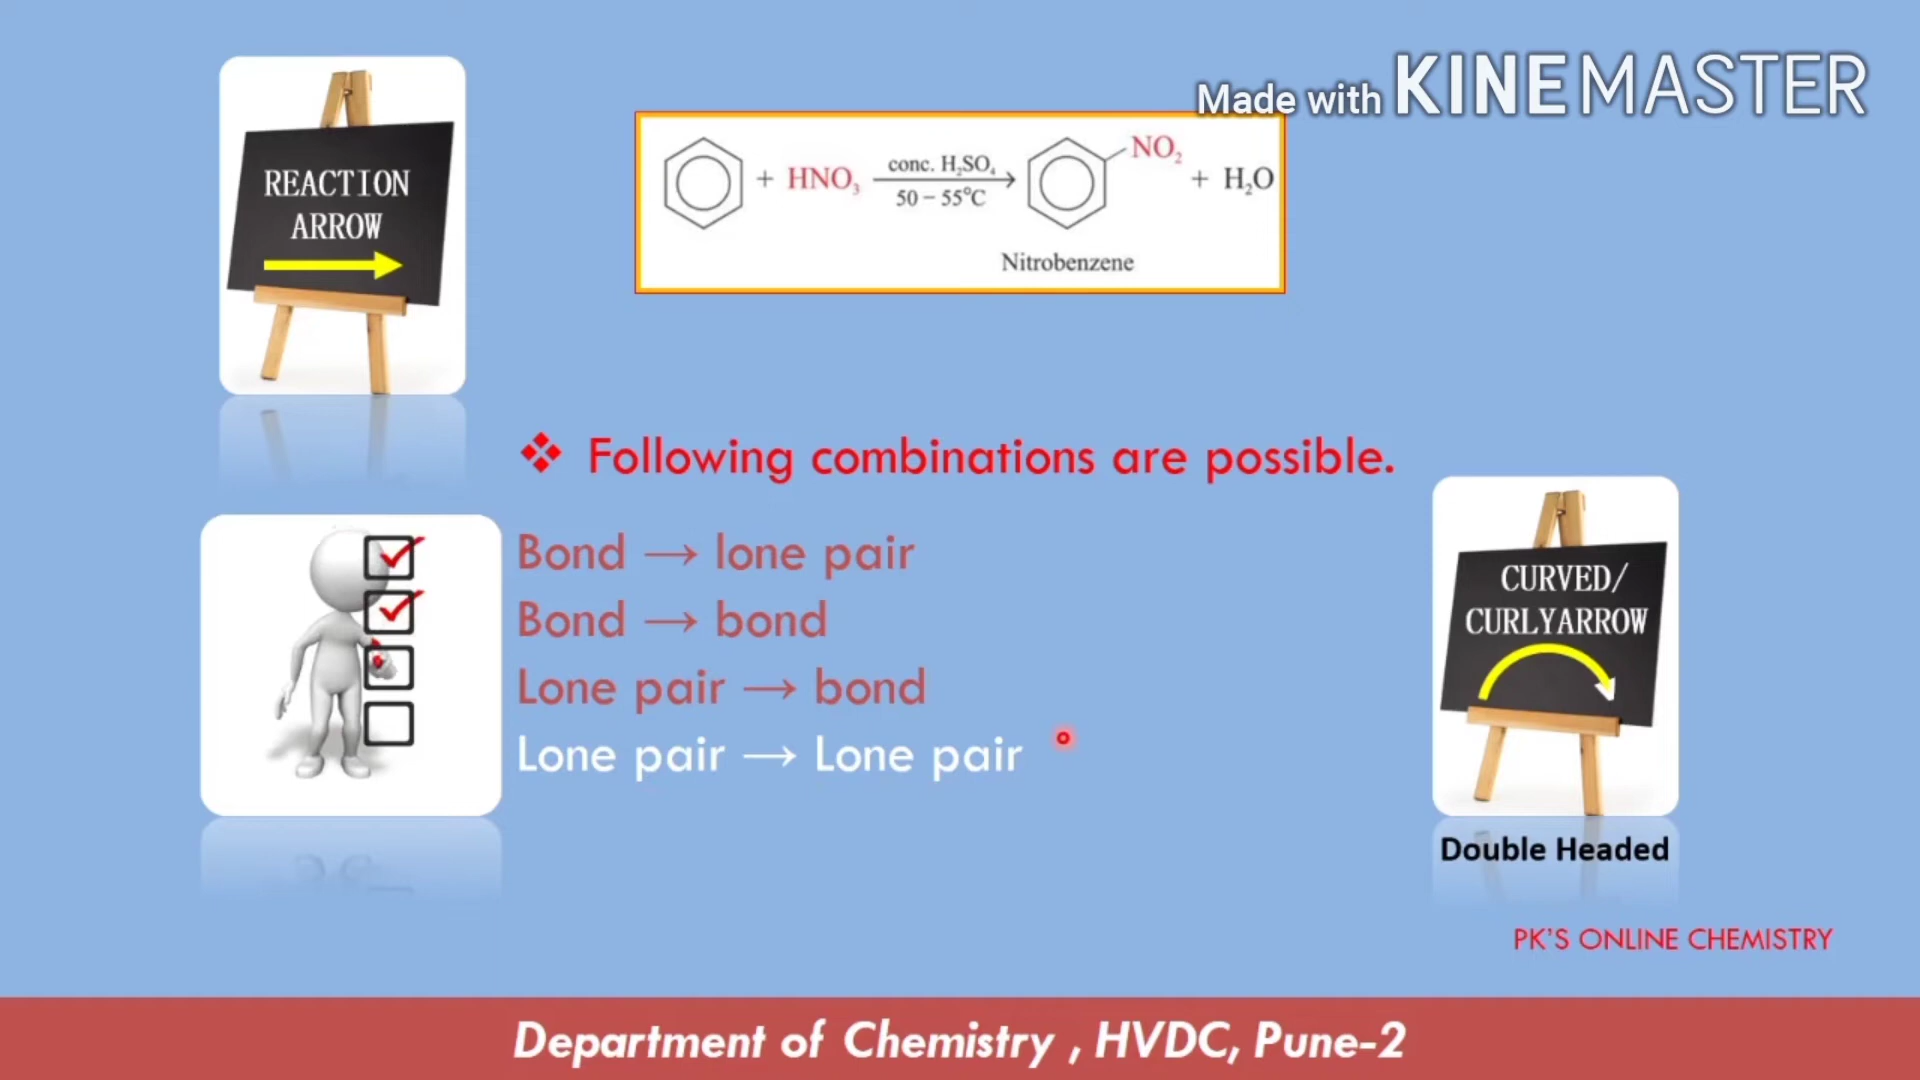 Made with KINEMASTER
REACTION
ARROW
+ HNO₃ conc. H₂SO₄ NO₂ + H₂O
50 – 55°C
Nitrobenzene
❖ Following combinations are possible.
Bond → lone pair
Bond → bond
Lone pair → bond
Lone pair → Lone pair
CURVED/
CURLYARROW
Double Headed
PK'S ONLINE CHEMISTRY
Department of Chemistry , HVDC, Pune-2